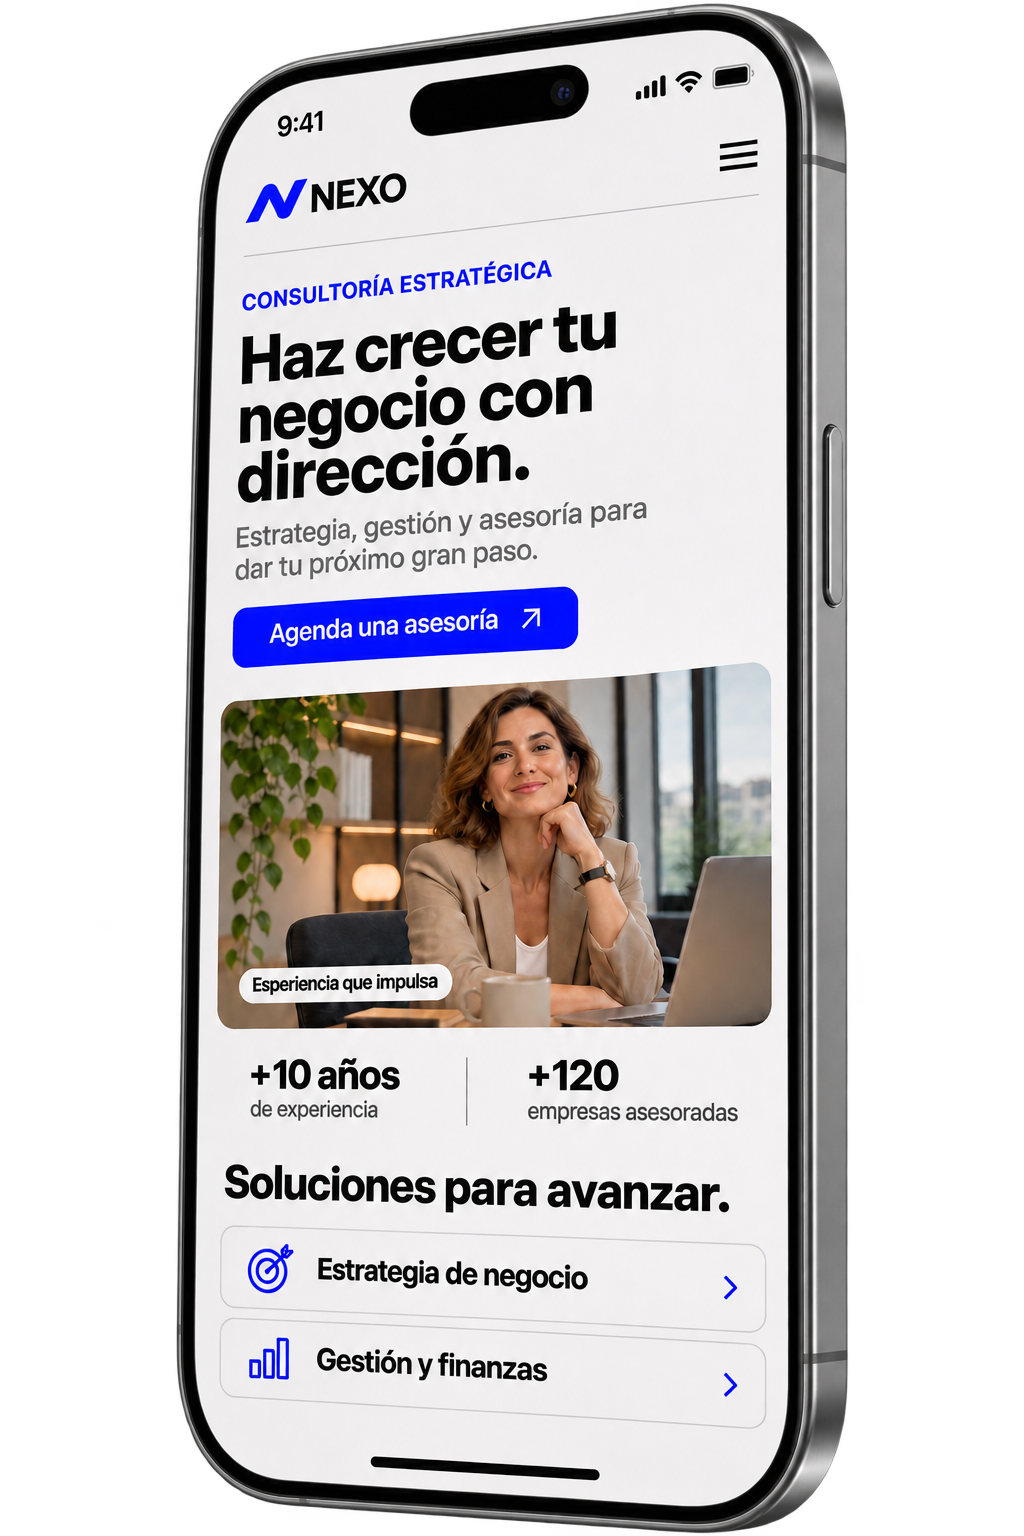 9:41
NEXO
CONSULTORÍA ESTRATÉGICA
Haz crecer tu
negocio con
dirección.
Estrategia, gestión y asesoría para
dar tu próximo gran paso.
Agenda una asesoría
Esperiencia que impulsa
+10 años
de experiencia
+120
empresas asesoradas
Soluciones para avanzar.
Estrategia de negocio
Gestión y finanzas